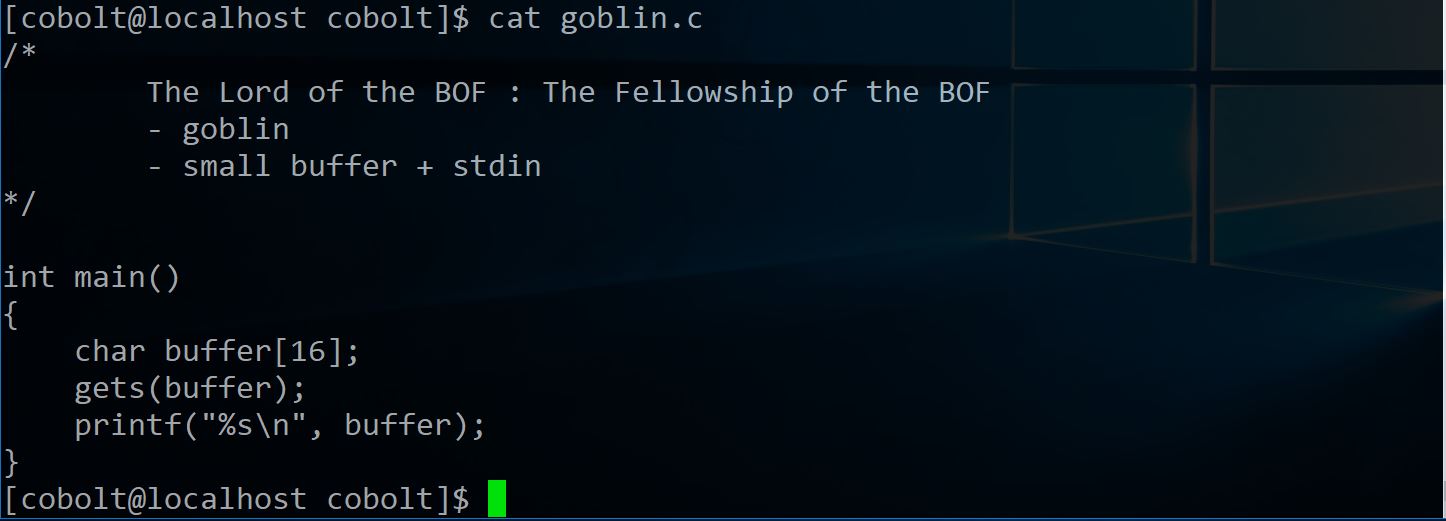 [cobolt@localhost cobolt]$ cat goblin.c
/*
        The Lord of the BOF : The Fellowship of the BOF
        - goblin
        - small buffer + stdin
*/
int main()
{
    char buffer[16];
    gets(buffer);
    printf("%s\n", buffer);
}
[cobolt@localhost cobolt]$